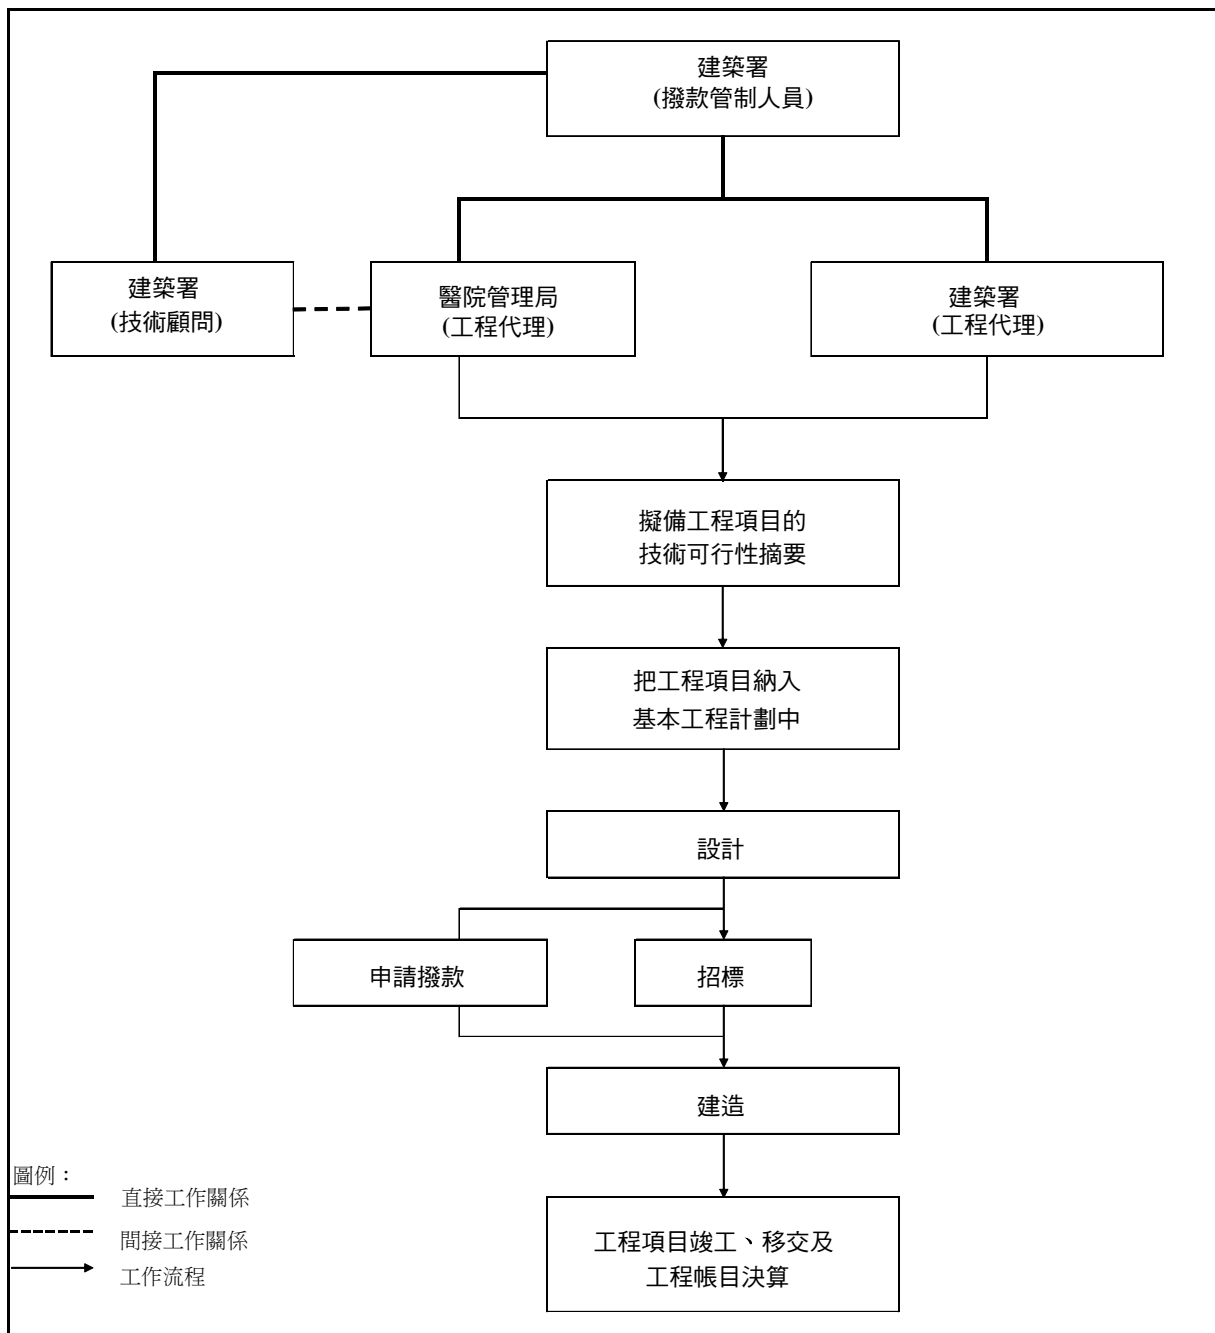 建築署
(撥款管制人員)
建築署
(技術顧問)
醫院管理局
(工程代理)
建築署
(工程代理)
擬備工程項目的
技術可行性摘要
把工程項目納入
基本工程計劃中
設計
申請撥款
招標
建造
工程項目竣工、移交及
工程帳目決算
圖例：
直接工作關係
間接工作關係
工作流程